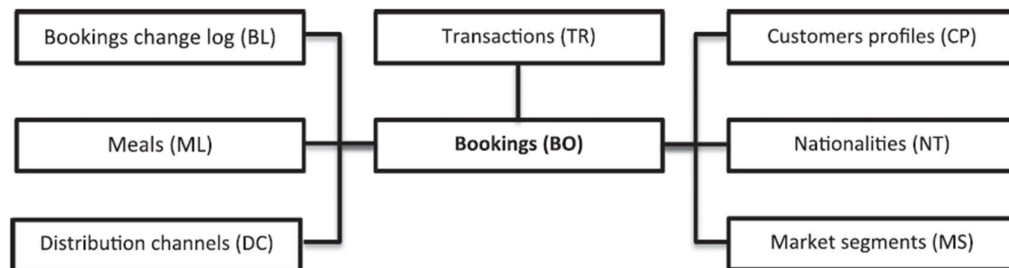 Bookings change log (BL)
Transactions (TR)
Customers profiles (CP)
Meals (ML)
Bookings (BO)
Nationalities (NT)
Distribution channels (DC)
Market segments (MS)